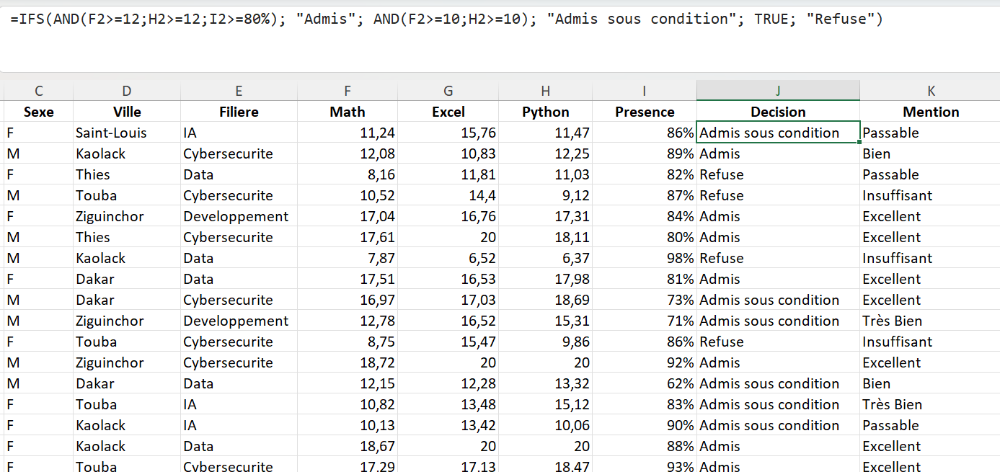 =IFS(AND(F2>=12;H2>=12;I2>=80%); "Admis"; AND(F2>=10;H2>=10); "Admis sous condition"; TRUE; "Refuse")
C D E F G H I J K
Sexe Ville Filiere Math Excel Python Presence Decision Mention
F Saint-Louis IA 11,24 15,76 11,47 86% Admis sous condition Passable
M Kaolack Cybersecurite 12,08 10,83 12,25 89% Admis Bien
F Thies Data 8,16 11,81 11,03 82% Refuse Passable
M Touba Cybersecurite 10,52 14,4 9,12 87% Refuse Insuffisant
F Ziguinchor Developpement 17,04 16,76 17,31 84% Admis Excellent
M Thies Cybersecurite 17,61 20 18,11 80% Admis Excellent
M Kaolack Data 7,87 6,52 6,37 98% Refuse Insuffisant
F Dakar Data 17,51 16,53 17,98 81% Admis Excellent
M Dakar Cybersecurite 16,97 17,03 18,69 73% Admis sous condition Excellent
M Ziguinchor Developpement 12,78 16,52 15,31 71% Admis sous condition Très Bien
F Touba Cybersecurite 8,75 15,47 9,86 86% Refuse Insuffisant
M Ziguinchor Cybersecurite 18,72 20 20 92% Admis Excellent
M Dakar Data 12,15 12,28 13,32 62% Admis sous condition Bien
F Touba IA 10,82 13,48 15,12 83% Admis sous condition Très Bien
F Kaolack IA 10,13 13,42 10,06 90% Admis sous condition Passable
F Kaolack Data 18,67 20 20 88% Admis Excellent
F Touba Cybersecurite 17,29 17,13 18,47 93% Admis Excellent